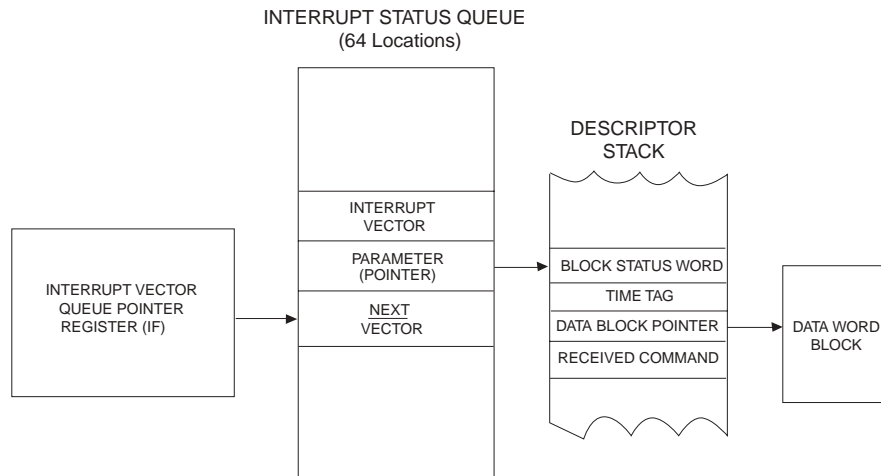 INTERRUPT STATUS QUEUE
(64 Locations)
DESCRIPTOR
STACK
INTERRUPT
VECTOR
PARAMETER
(POINTER)
NEXT
VECTOR
INTERRUPT VECTOR
QUEUE POINTER
REGISTER (IF)
BLOCK STATUS WORD
TIME TAG
DATA BLOCK POINTER
RECEIVED COMMAND
DATA WORD
BLOCK